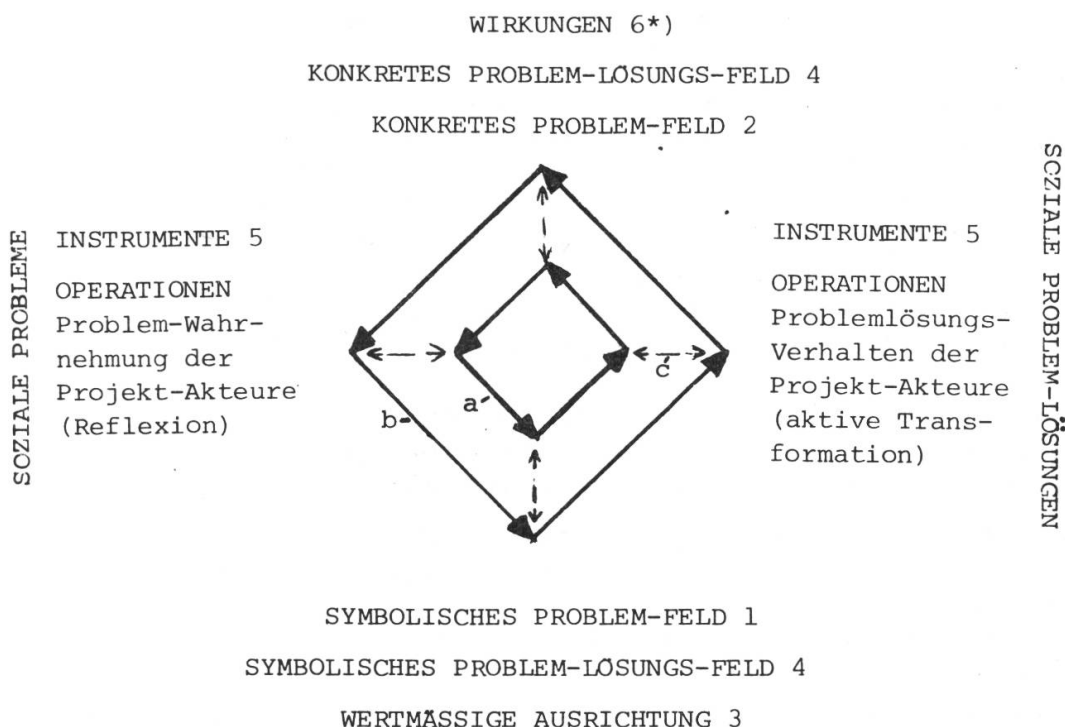 WIRKUNGEN 6*)
KONKRETES PROBLEM-LÖSUNGS-FELD 4
KONKRETES PROBLEM-FELD 2
SOZIALE PROBLEME
INSTRUMENTE 5
OPERATIONEN
Problem-Wahr-
nehmung der
Projekt-Akteure
(Reflexion)
a
b
c
INSTRUMENTE 5
OPERATIONEN
Problemlösungs-
Verhalten der
Projekt-Akteure
(aktive Trans-
formation)
SOZIALE PROBLEM-LÖSUNGEN
SYMBOLISCHES PROBLEM-FELD 1
SYMBOLISCHES PROBLEM-LÖSUNGS-FELD 4
WERTMÄSSIGE AUSRICHTUNG 3